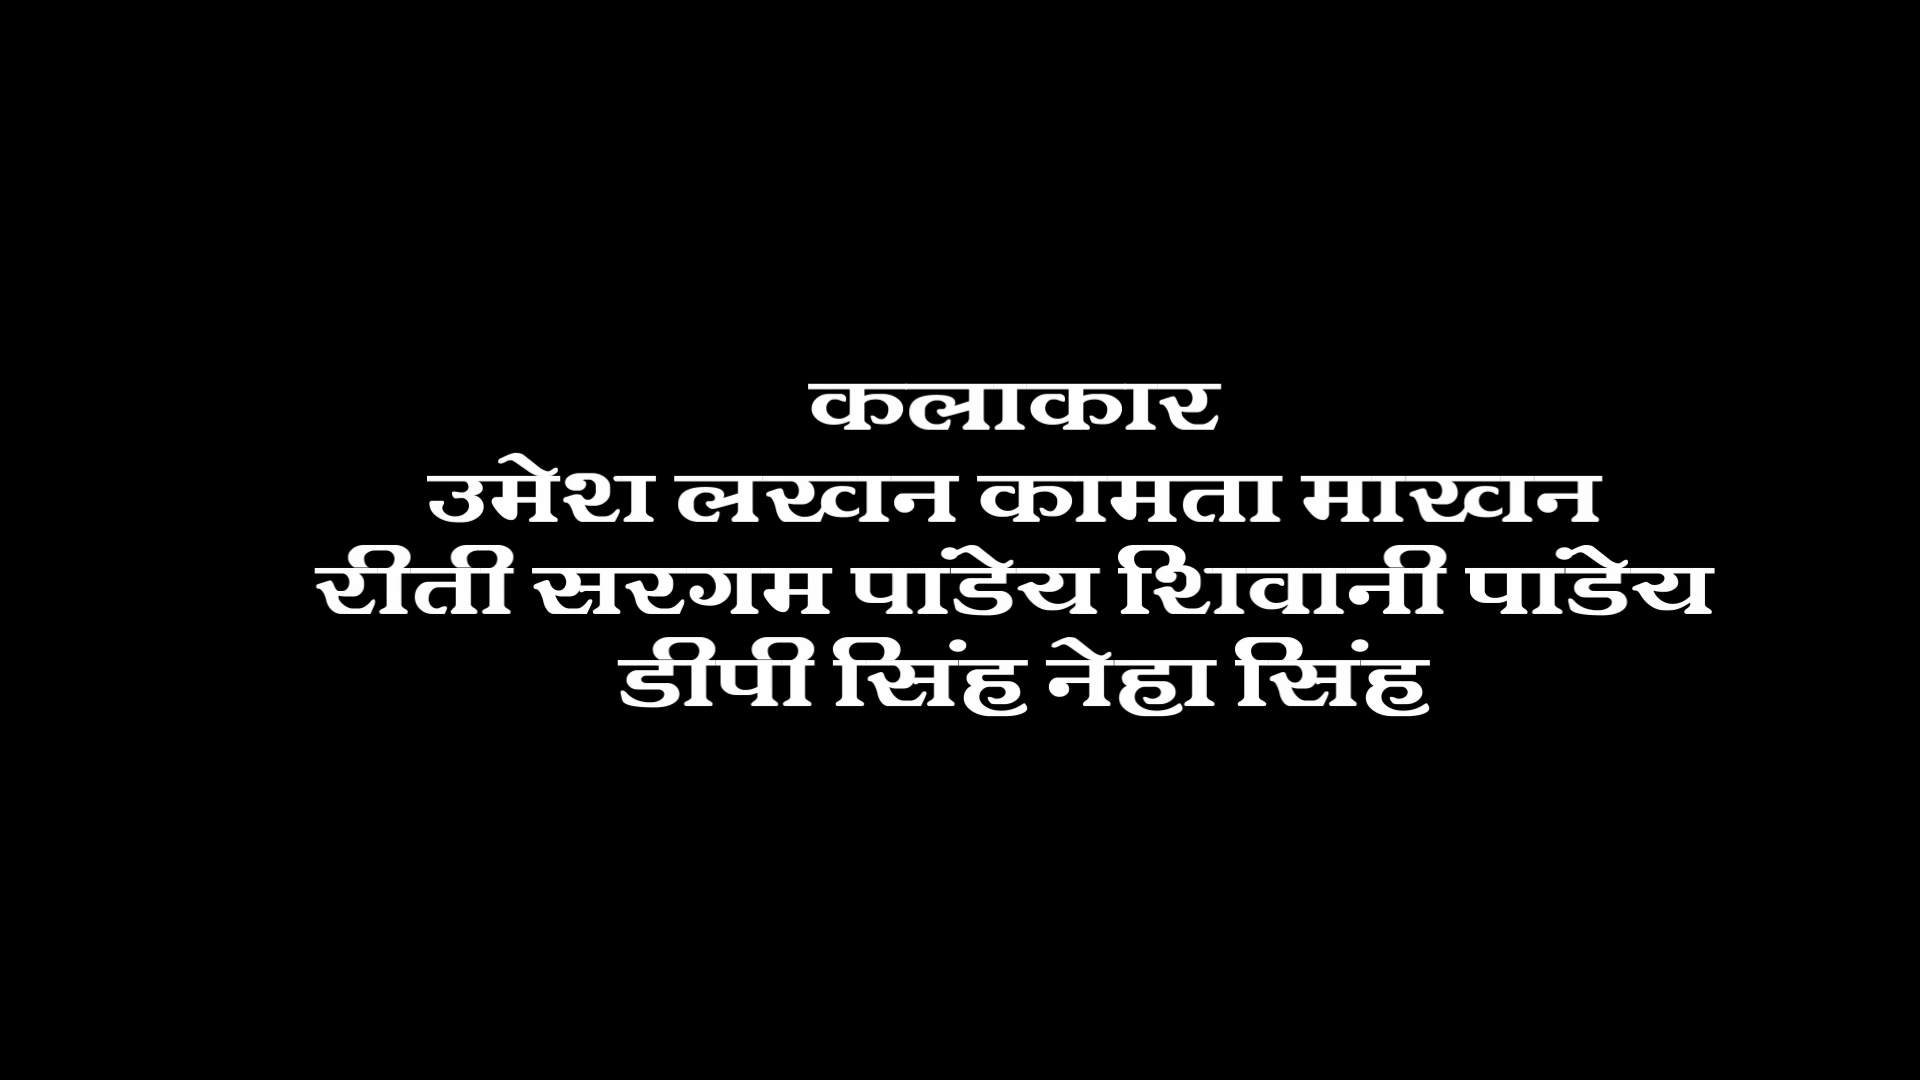 कलाकार
उमेश लखन कामता माखन
रीती सरगम पांडेय शिवानी पांडेय
डीपी सिंह नेहा सिंह